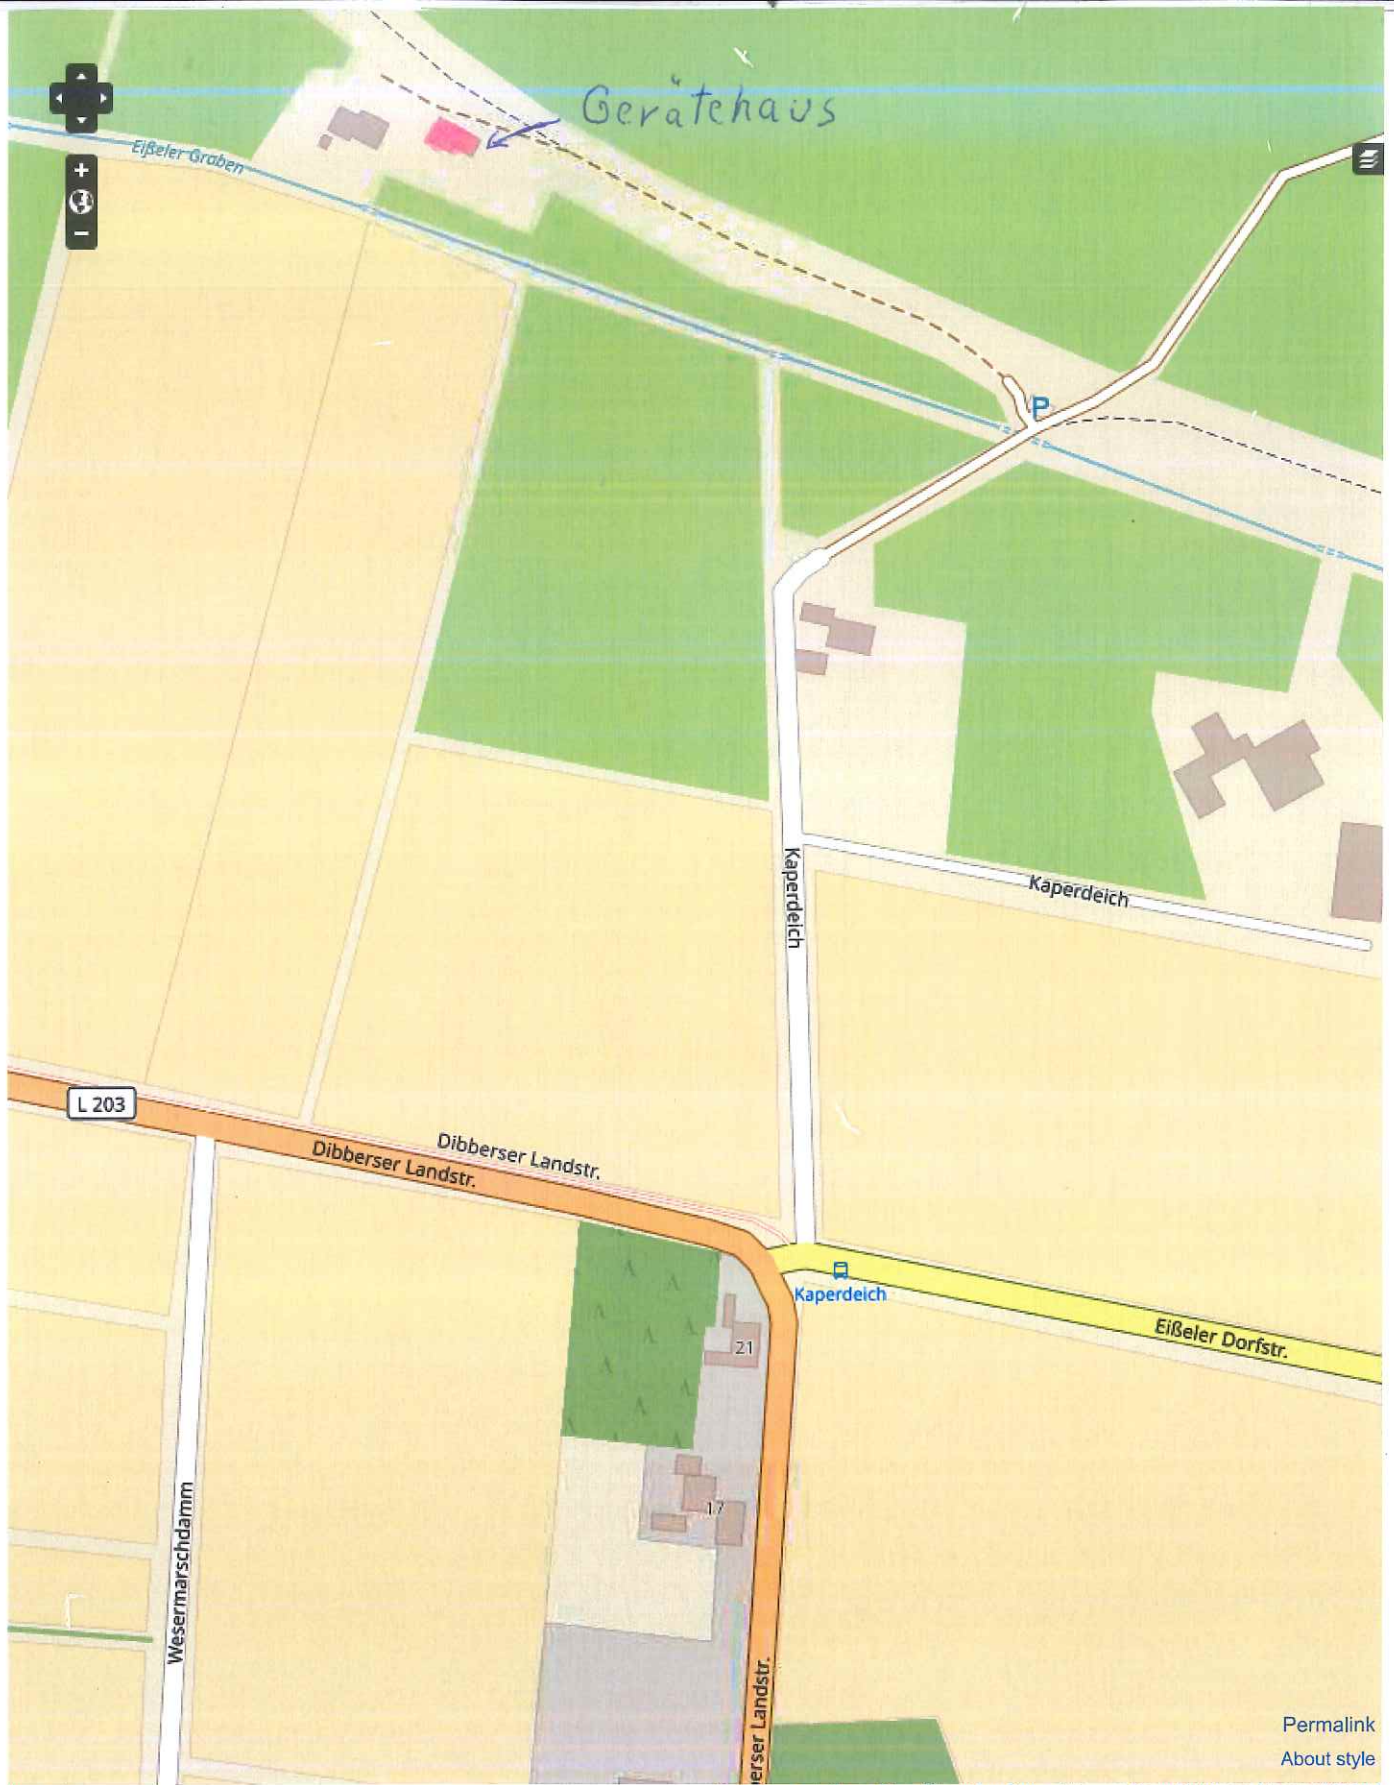 Gerätehaus
Eißeler Graben
P
Kaperdeich
Kaperdeich
L 203
Dibberser Landstr.
Dibberser Landstr.
Kaperdeich
Eißeler Dorfstr.
21
17
Wesermarschdamm
erser Landstr.
Permalink
About style